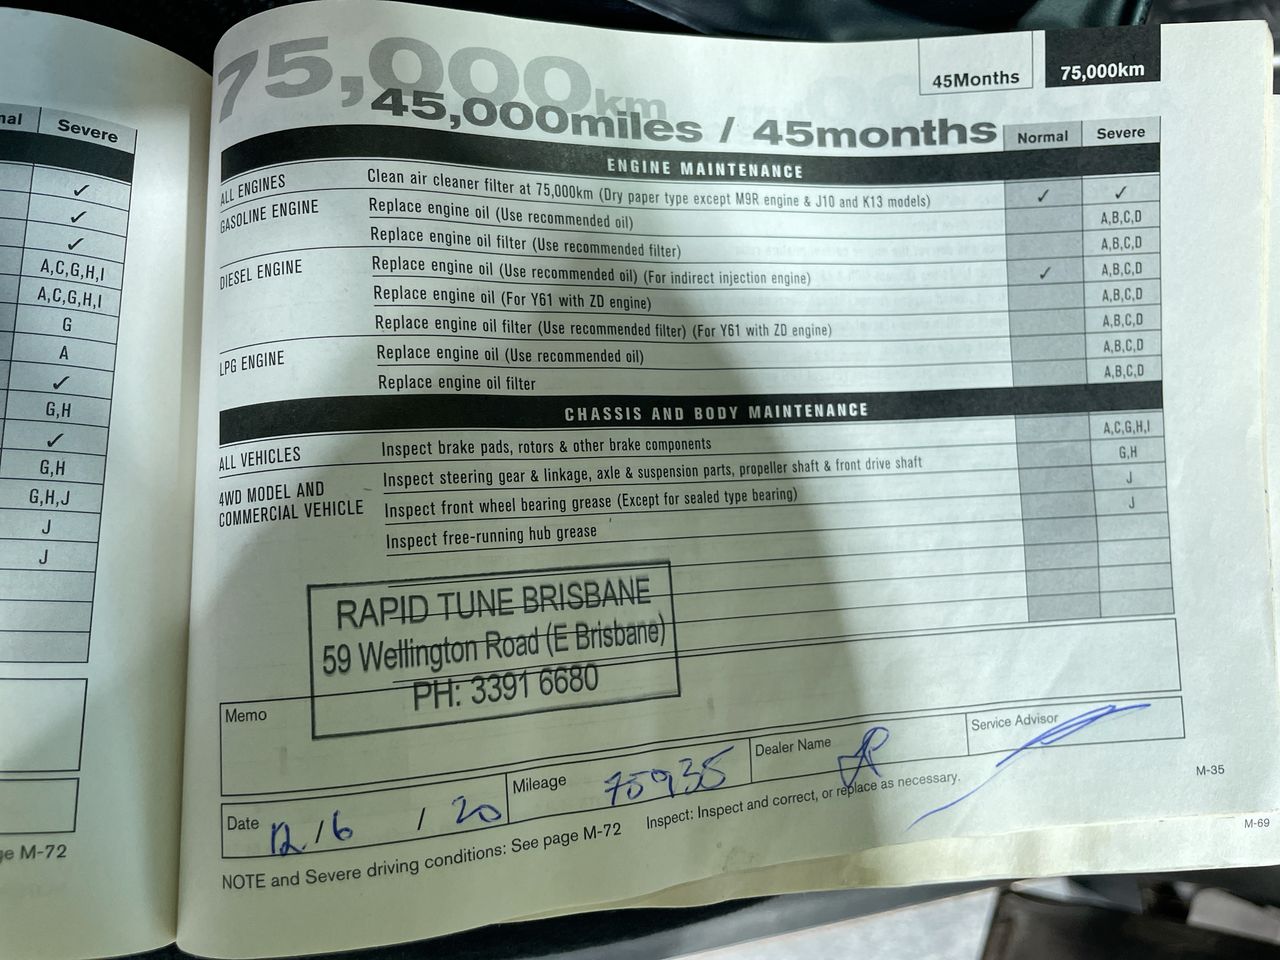 nal Severe
✓
✓
✓
A,C,G,H,I
A,C,G,H,I
G
A
✓
G,H
✓
G,H
G,H,J
J
J
M-72
75,000km
45,000miles / 45months
45Months 75,000km
Normal Severe
ENGINE MAINTENANCE
ALL ENGINES Clean air cleaner filter at 75,000km (Dry paper type except M9R engine & J10 and K13 models) ✓ ✓
GASOLINE ENGINE Replace engine oil (Use recommended oil) A,B,C,D
Replace engine oil filter (Use recommended filter) A,B,C,D
DIESEL ENGINE Replace engine oil (Use recommended oil) (For indirect injection engine) ✓ A,B,C,D
Replace engine oil (For Y61 with ZD engine) A,B,C,D
Replace engine oil filter (Use recommended filter) (For Y61 with ZD engine) A,B,C,D
LPG ENGINE Replace engine oil (Use recommended oil) A,B,C,D
Replace engine oil filter A,B,C,D
CHASSIS AND BODY MAINTENANCE
ALL VEHICLES Inspect brake pads, rotors & other brake components A,C,G,H,I
4WD MODEL AND COMMERCIAL VEHICLE Inspect steering gear & linkage, axle & suspension parts, propeller shaft & front drive shaft G,H
Inspect front wheel bearing grease (Except for sealed type bearing) J
Inspect free-running hub grease J
RAPID TUNE BRISBANE
59 Wellington Road (E Brisbane)
PH: 3391 6680
Memo
Date 12/6/20 Mileage 75935 Dealer Name Service Advisor
NOTE and Severe driving conditions: See page M-72 Inspect: Inspect and correct, or replace as necessary.
M-35
M-69